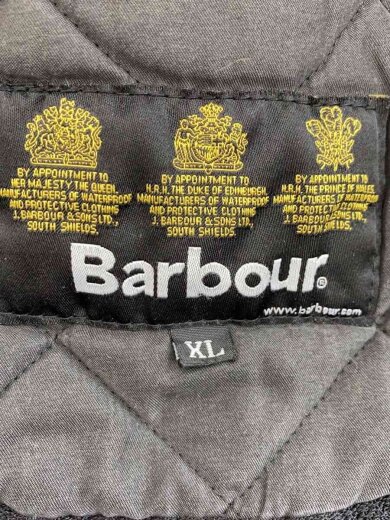 BY APPOINTMENT TO
HER MAJESTY THE QUEEN,
MANUFACTURERS OF WATERPROOF
AND PROTECTIVE CLOTHING
J. BARBOUR & SONS LTD.,
SOUTH SHIELDS.
BY APPOINTMENT TO
H.R.H. THE DUKE OF EDINBURGH,
MANUFACTURERS OF WATERPROOF
AND PROTECTIVE CLOTHING
J. BARBOUR & SONS LTD.,
SOUTH SHIELDS.
BY APPOINTMENT TO
H.R.H. THE PRINCE OF WALES,
MANUFACTURERS OF WATERPROOF
AND PROTECTIVE CLOTHING
J. BARBOUR & SONS LTD.,
SOUTH SHIELDS.
Barbour®
www.barbour.com
XL